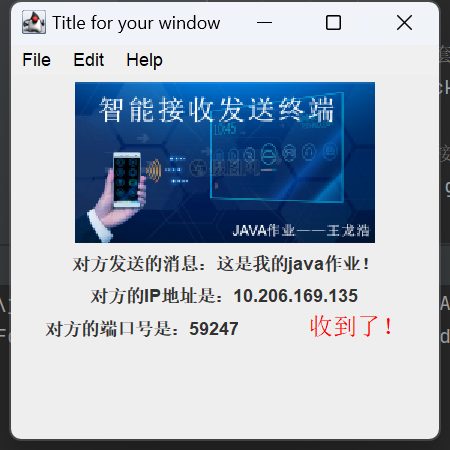 Title for your window
File Edit Help
智能接收发送终端
10:45
JAVA作业——王龙浩
对方发送的消息：这是我的java作业！
对方的IP地址是：10.206.169.135
对方的端口号是：59247
收到了！